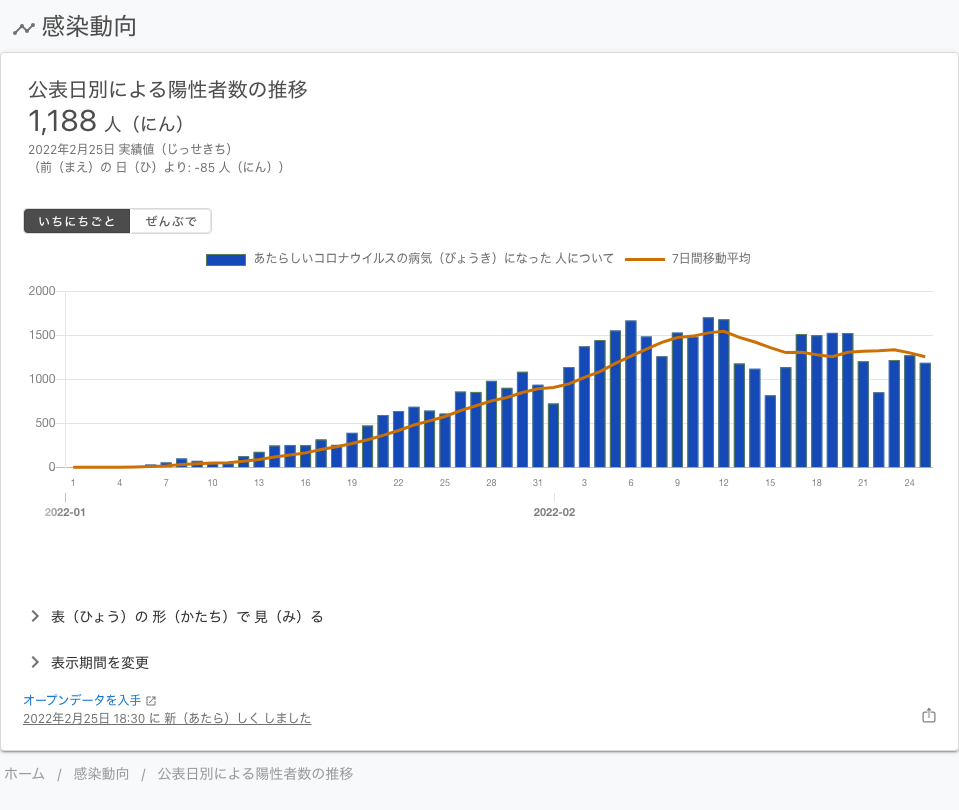 感染動向
公表日別による陽性者数の推移
1,188 人（にん）
2022年2月25日 実績値（じっせきち）
（前（まえ）の 日（ひ）より: -85 人（にん））
いちにちごと ぜんぶで
あたらしいコロナウイルスの病気（びょうき）になった 人について 7日間移動平均
2000
1500
1000
500
0
1 4 7 10 13 16 19 22 25 28 31 3 6 9 12 15 18 21 24
2022-01 2022-02
表（ひょう）の 形（かたち）で 見（み）る
表示期間を変更
オープンデータを入手
2022年2月25日 18:30 に 新（あたら）しく しました
ホーム / 感染動向 / 公表日別による陽性者数の推移